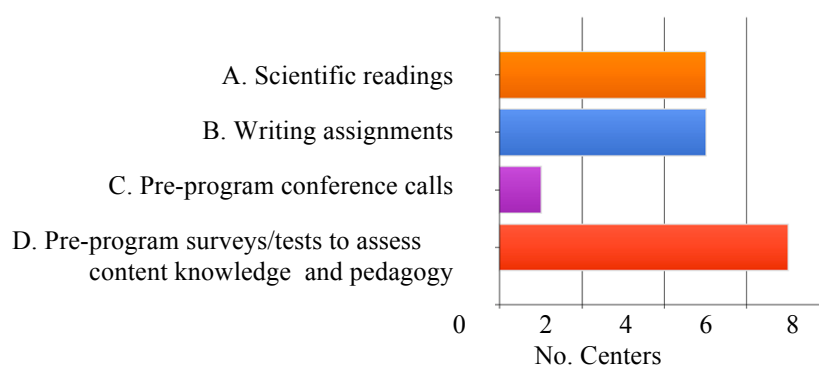 A. Scientific readings
B. Writing assignments
C. Pre-program conference calls
D. Pre-program surveys/tests to assess
content knowledge and pedagogy
0 2 4 6 8
No. Centers